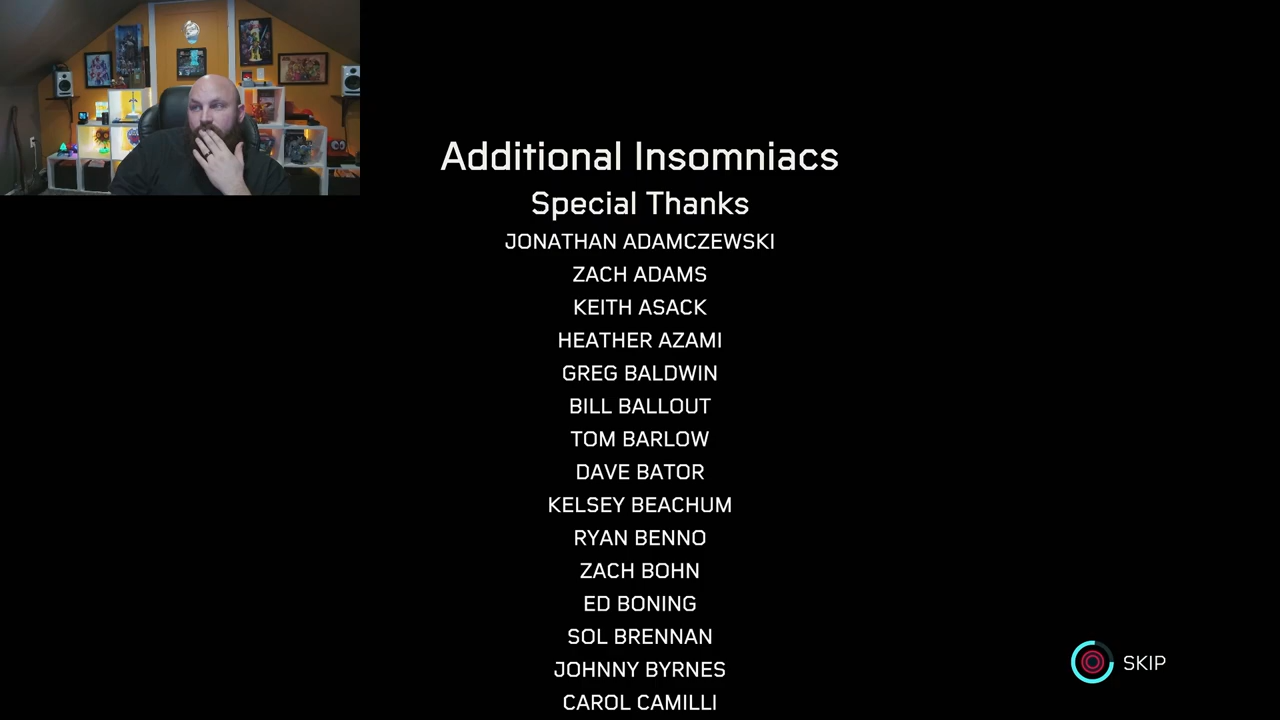 Additional Insomniacs
Special Thanks
JONATHAN ADAMCZEWSKI
ZACH ADAMS
KEITH ASACK
HEATHER AZAMI
GREG BALDWIN
BILL BALLOUT
TOM BARLOW
DAVE BATOR
KELSEY BEACHUM
RYAN BENNO
ZACH BOHN
ED BONING
SOL BRENNAN
JOHNNY BYRNES
CAROL CAMILLI
SKIP